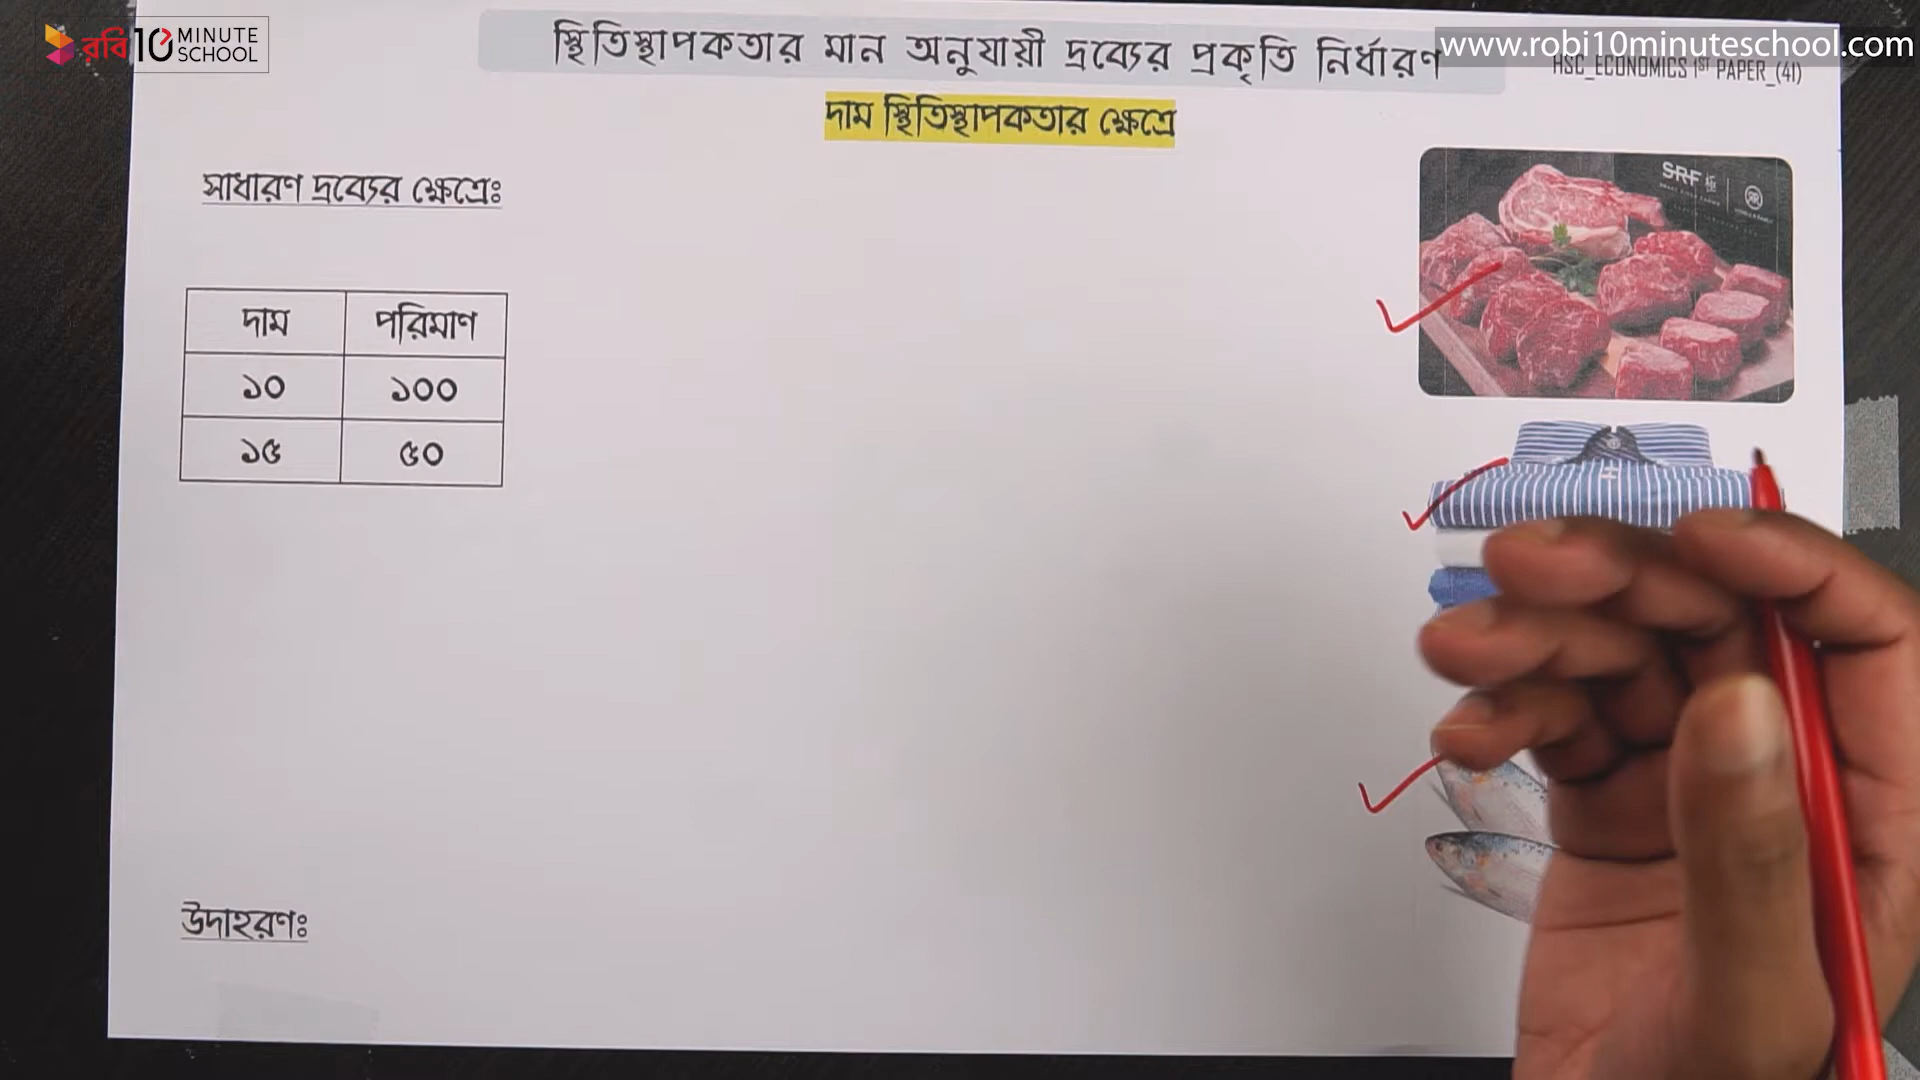 রবি 10 MINUTE SCHOOL
www.robi10minuteschool.com
স্থিতিস্থাপকতার মান অনুযায়ী দ্রব্যের প্রকৃতি নির্ধারণ
HSC_ECONOMICS 1ST PAPER_(41)
দাম স্থিতিস্থাপকতার ক্ষেত্রে
সাধারণ দ্রব্যের ক্ষেত্রেঃ
দাম পরিমাণ
১০ ১০০
১৫ ৫০
SRF
উদাহরণঃ